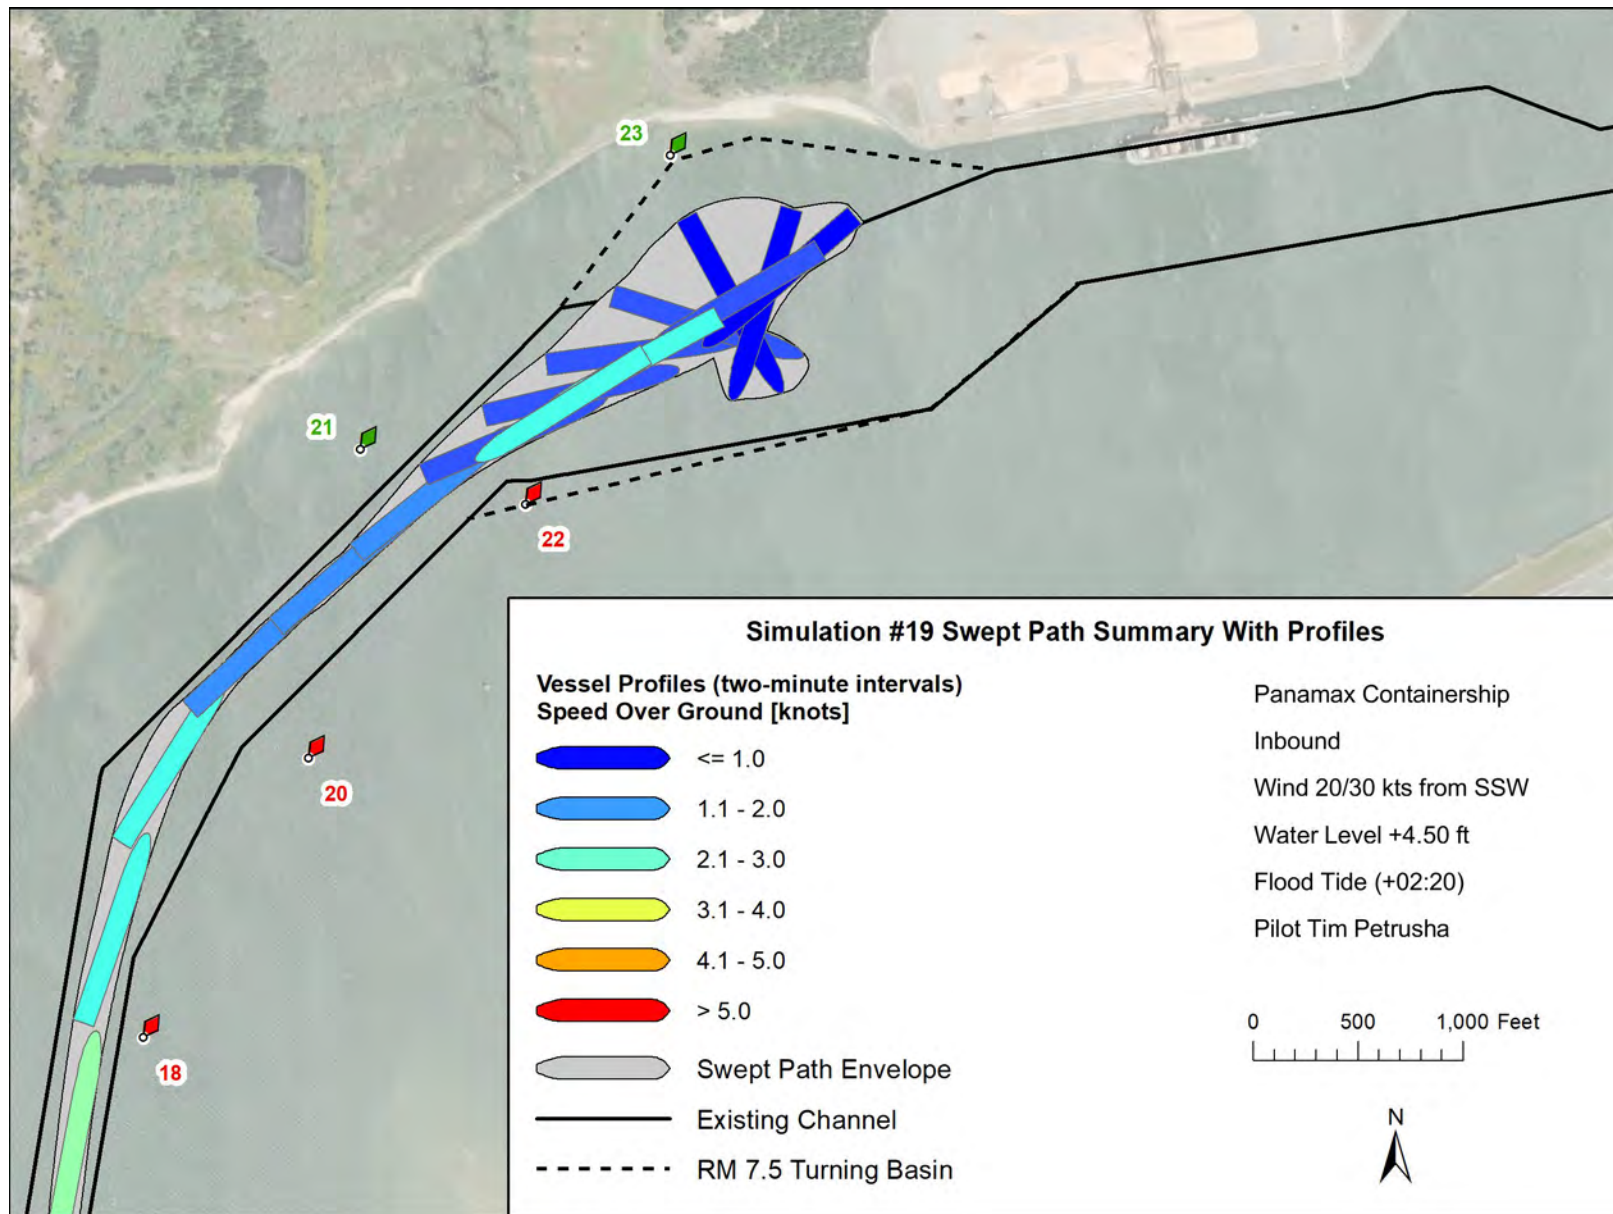 23
21
22
20
18
Simulation #19 Swept Path Summary With Profiles
Vessel Profiles (two-minute intervals)
Speed Over Ground [knots]
<= 1.0
1.1 - 2.0
2.1 - 3.0
3.1 - 4.0
4.1 - 5.0
> 5.0
Swept Path Envelope
Existing Channel
RM 7.5 Turning Basin
Panamax Containership
Inbound
Wind 20/30 kts from SSW
Water Level +4.50 ft
Flood Tide (+02:20)
Pilot Tim Petrusha
0 500 1,000 Feet
N